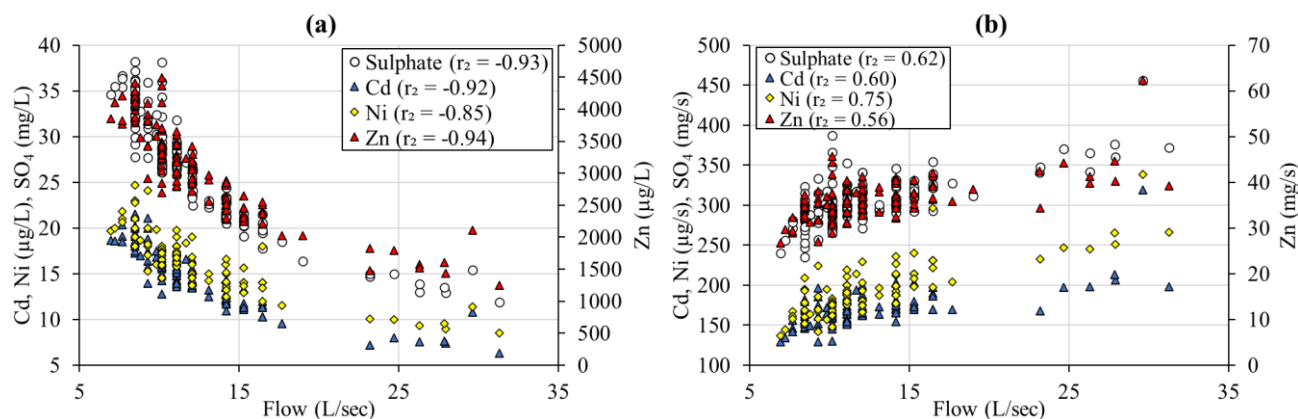 (a)
Sulphate (r₂ = -0.93)
Cd (r₂ = -0.92)
Ni (r₂ = -0.85)
Zn (r₂ = -0.94)
Cd, Ni (µg/L), SO₄ (mg/L)
40
35
30
25
20
15
10
5
5000
4500
4000
3500
3000
2500
2000
1500
1000
500
0
Zn (µg/L)
5 15 25 35
Flow (L/sec)
(b)
Sulphate (r₂ = 0.62)
Cd (r₂ = 0.60)
Ni (r₂ = 0.75)
Zn (r₂ = 0.56)
Cd, Ni (µg/s), SO₄ (mg/s)
500
450
400
350
300
250
200
150
100
70
60
50
40
30
20
10
0
Zn (mg/s)
5 15 25 35
Flow (L/sec)